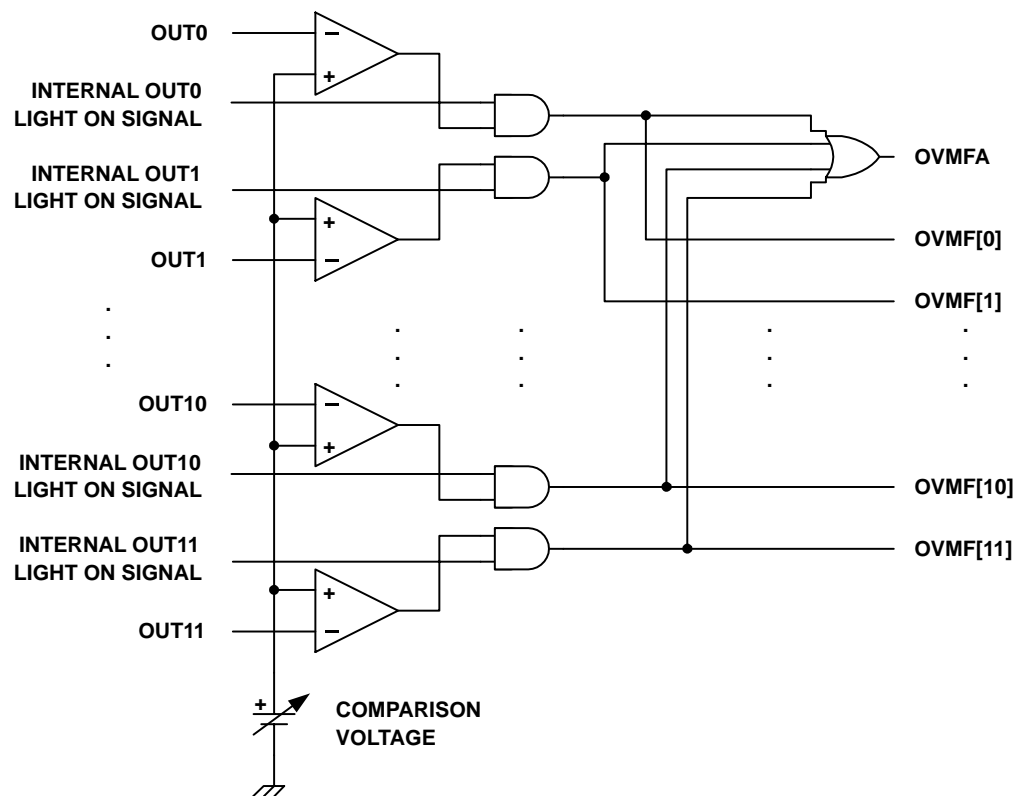 OUT0
INTERNAL OUT0
LIGHT ON SIGNAL
INTERNAL OUT1
LIGHT ON SIGNAL
OUT1
OUT10
INTERNAL OUT10
LIGHT ON SIGNAL
INTERNAL OUT11
LIGHT ON SIGNAL
OUT11
− 
+
+
−
−
+
+
−
+
COMPARISON
VOLTAGE
OVMFA
OVMF[0]
OVMF[1]
OVMF[10]
OVMF[11]